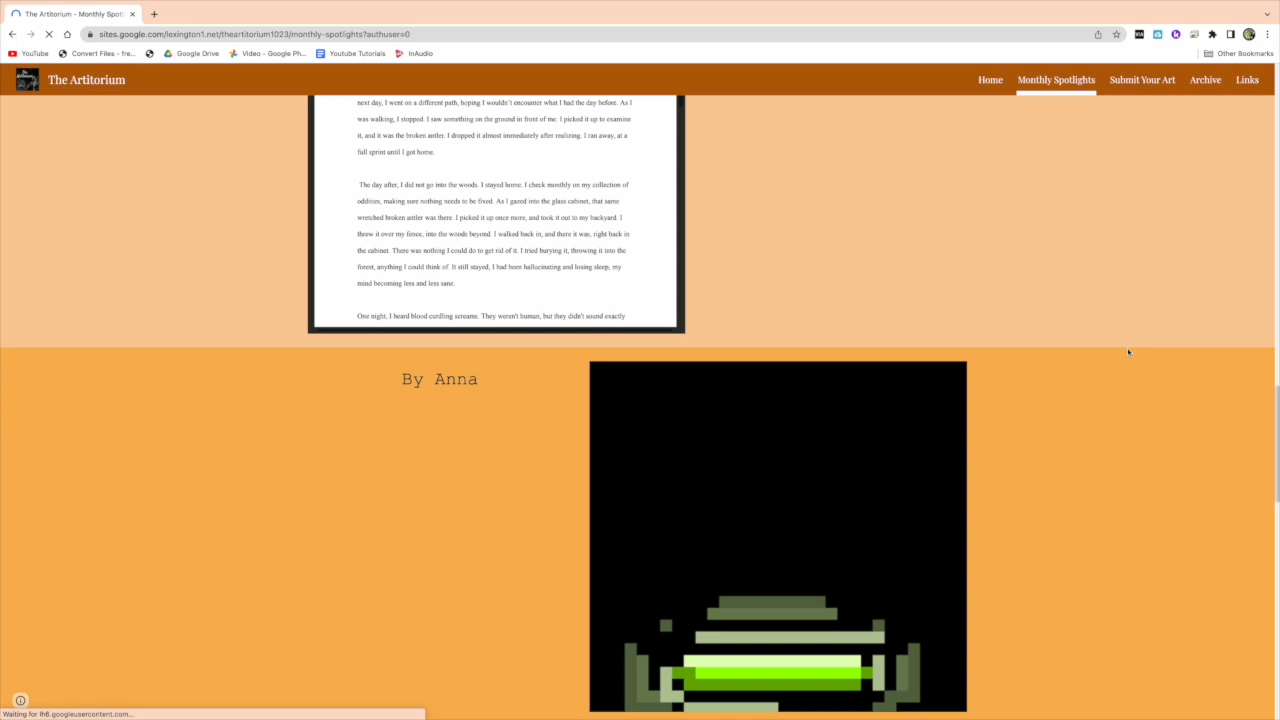 The Artitorium - Monthly Spotl
sites.google.com/lexington1.net/theartitorium1023/monthly-spotlights?authuser=0
YouTube
Convert Files - fre...
Google Drive
Video - Google Ph...
Youtube Tutorials
InAudio
Other Bookmarks
The Artitorium
Home
Monthly Spotlights
Submit Your Art
Archive
Links
next day, I went on a different path, hoping I wouldn't encounter what I had the day before. As I
was walking, I stopped. I saw something on the ground in front of me. I picked it up to examine
it, and it was the broken antler. I dropped it almost immediately after realizing. I ran away, at a
full sprint until I got home.
The day after, I did not go into the woods. I stayed home. I check monthly on my collection of
oddities, making sure nothing needs to be fixed. As I gazed into the glass cabinet, that same
wretched broken antler was there. I picked it up once more, and took it out to my backyard. I
threw it over my fence, into the woods beyond. I walked back in, and there it was, right back in
the cabinet. There was nothing I could do to get rid of it. I tried burying it, throwing it into the
forest, anything I could think of. It still stayed, I had been hallucinating and losing sleep, my
mind becoming less and less sane.
One night, I heard blood curdling screams. They weren't human, but they didn't sound exactly
By Anna
Waiting for lh6.googleusercontent.com...